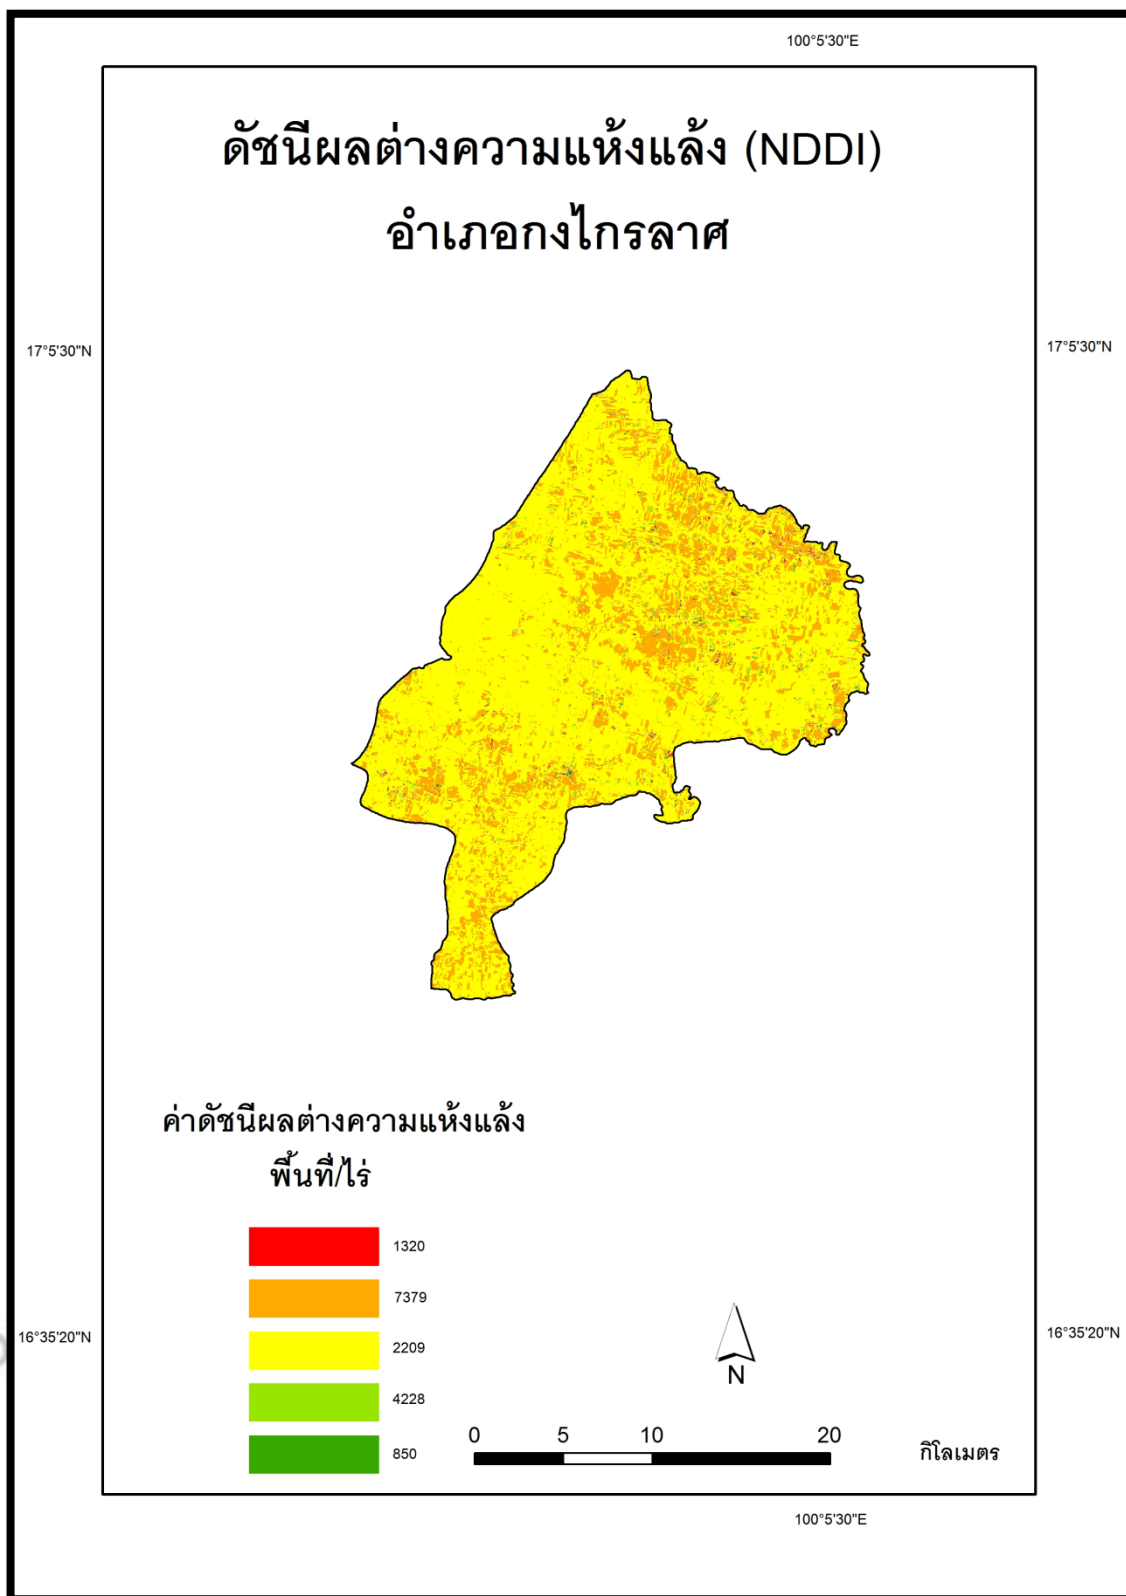 100°5'30"E
ดัชนีผลต่างความแห้งแล้ง (NDDI)
อำเภอกงไกรลาศ
17°5'30"N
17°5'30"N
ค่าดัชนีผลต่างความแห้งแล้ง
พื้นที่/ไร่
1320
7379
2209
4228
850
16°35'20"N
16°35'20"N
N
0 5 10 20
กิโลเมตร
100°5'30"E